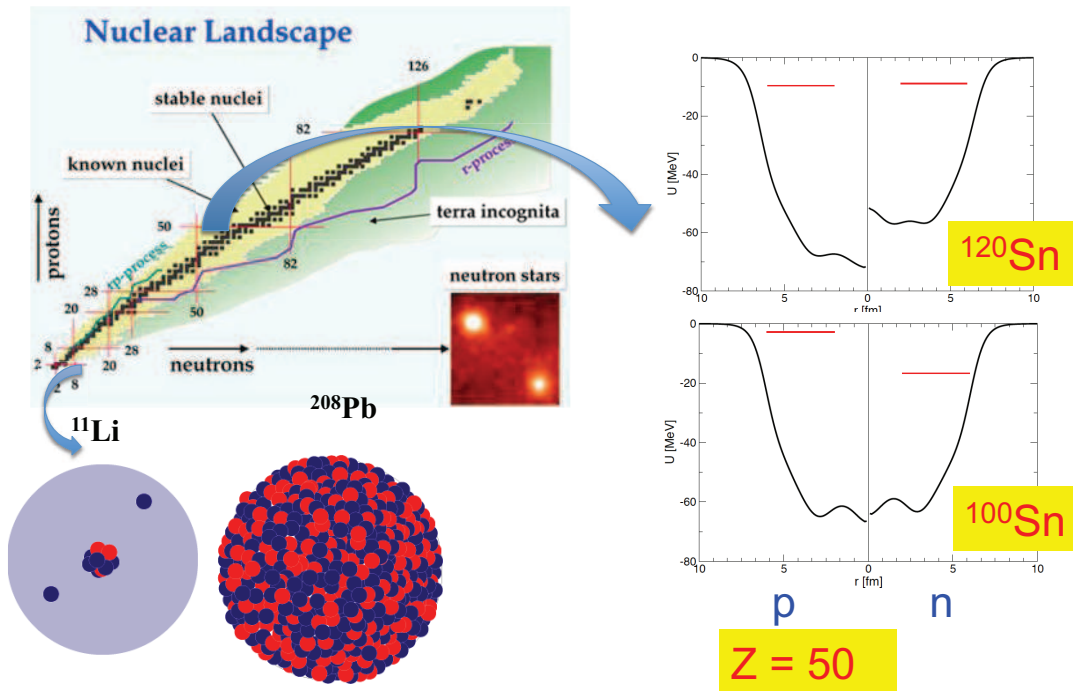 Nuclear Landscape
126
stable nuclei
82
known nuclei
r-process
50
protons
terra incognita
rp-process
82
28
neutron stars
20
50
8
28
2
neutrons
20
2
8
¹¹Li
²⁰⁸Pb
0
-20
U [MeV]
-40
-60
-80
10
5
0
5
10
r [fm]
¹²⁰Sn
0
-20
U [MeV]
-40
-60
-80
10
5
0
5
10
r [fm]
¹⁰⁰Sn
p
n
Z = 50